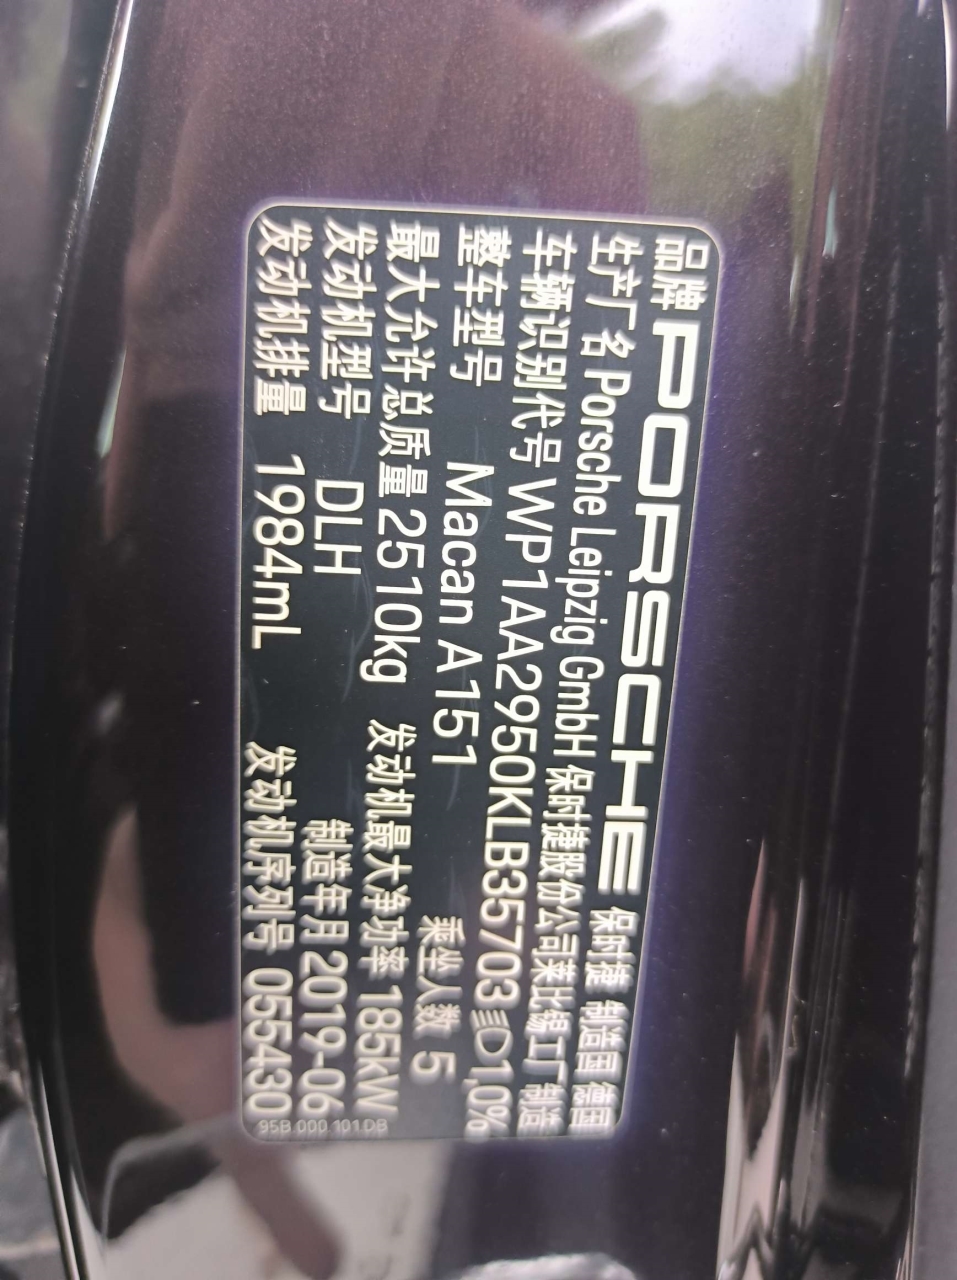 品牌 PORSCHE 保时捷 制造国 德国
生产厂名 Porsche Leipzig GmbH 保时捷股份公司莱比锡工厂 制造
车辆识别代号 WP1AA2950KLB35703 1,0%
整车型号 Macan A151 乘坐人数 5
最大允许总质量 2510kg 发动机最大净功率 185kW
发动机型号 DLH 制造年月 2019-06
发动机排量 1984mL 发动机序列号 055430
95B.000.101.DB